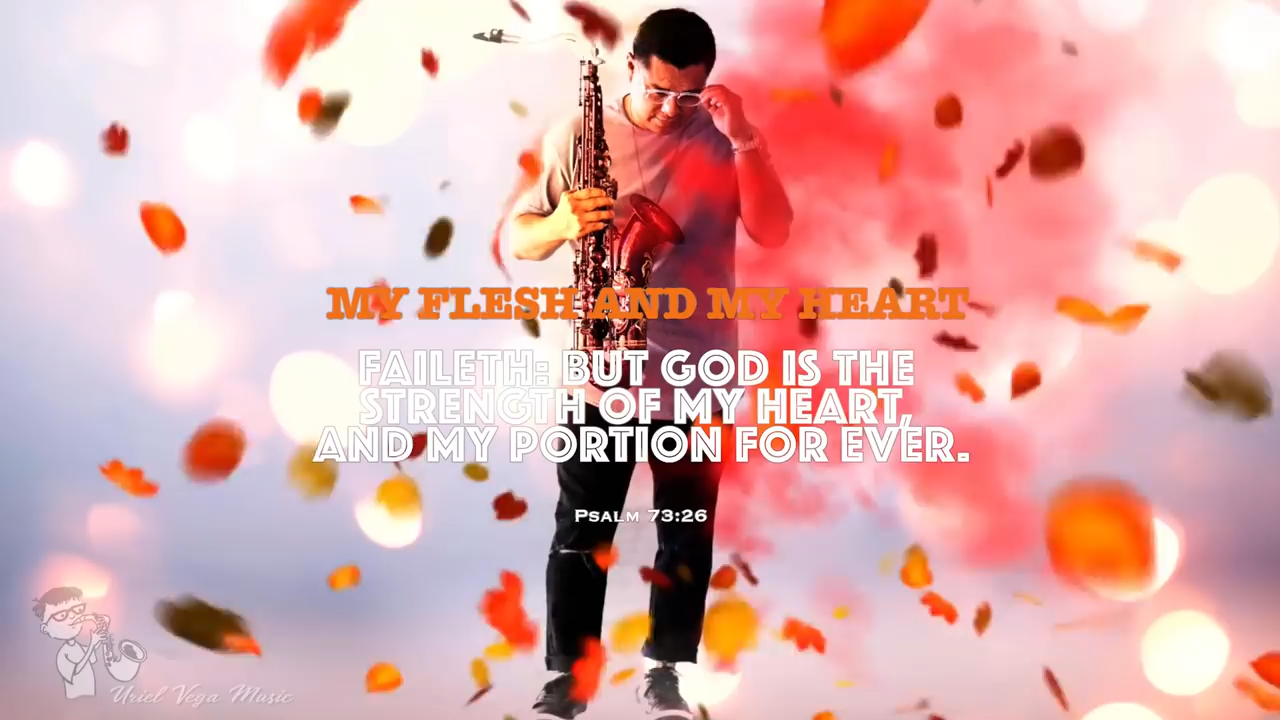 MY FLESH AND MY HEART
FAILETH: BUT GOD IS THE
STRENGTH OF MY HEART,
AND MY PORTION FOR EVER.
Psalm 73:26
Uriel Vega Music